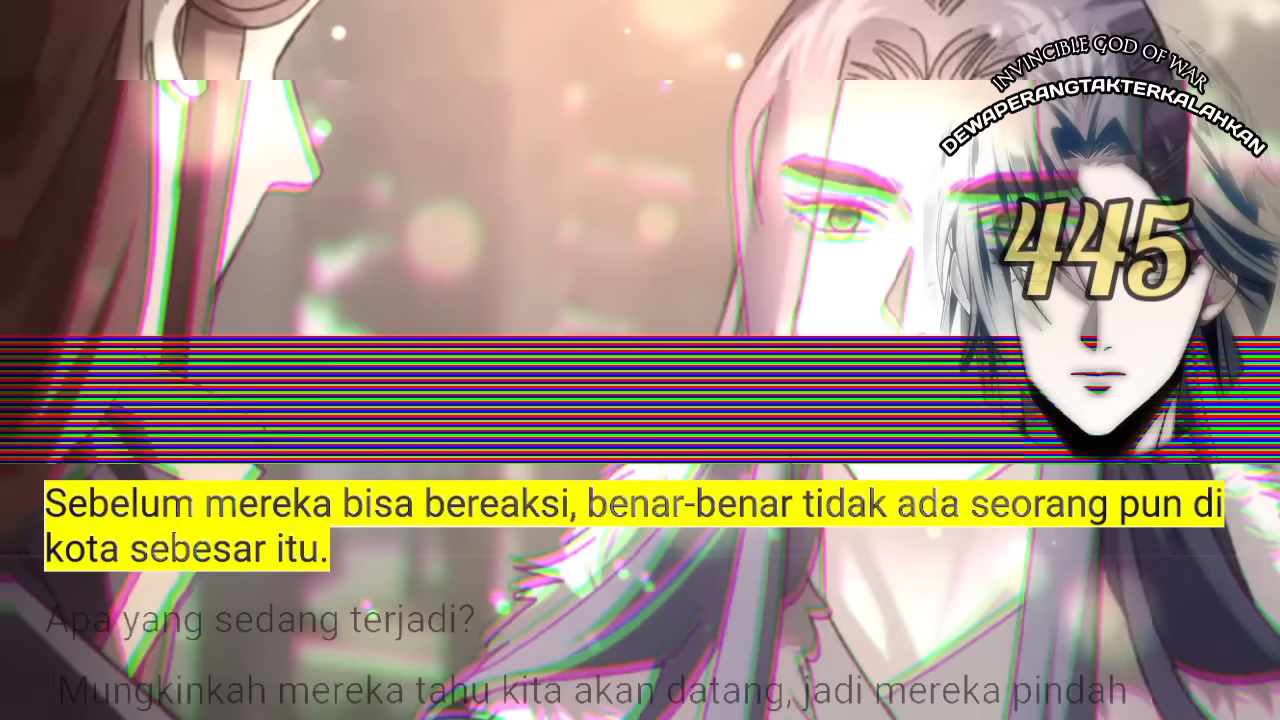 INVINCIBLE GOD OF WAR
DEWAPERANGTAKTERKALAHKAN
445
Sebelum mereka bisa bereaksi, benar-benar tidak ada seorang pun di
kota sebesar itu.
Apa yang sedang terjadi?
"Mungkinkah mereka tahu kita akan datang, jadi mereka pindah